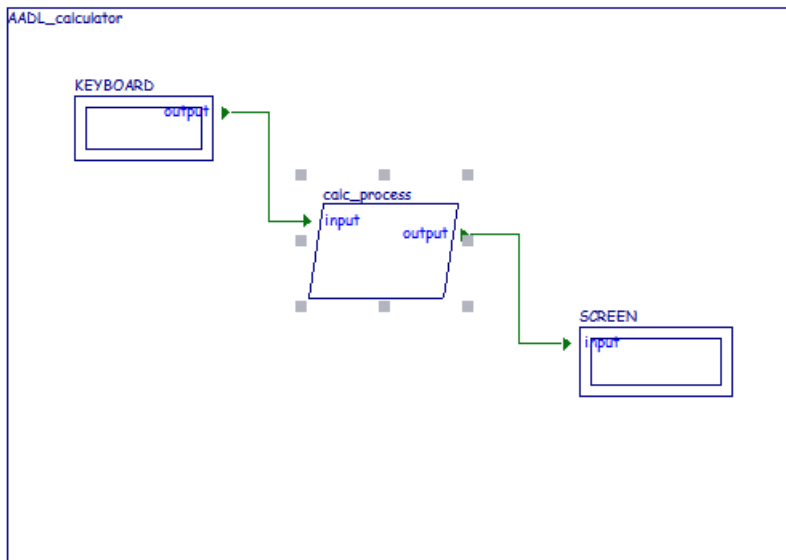 AADL_calculator
KEYBOARD
output
calc_process
input
output
SCREEN
input